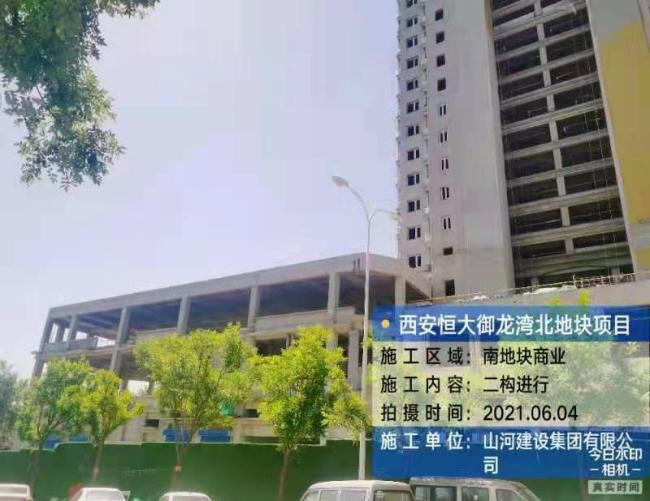 西安恒大御龙湾北地块项目
施工区域：南地块商业
施工内容：二构进行
拍摄时间：2021.06.04
施工单位：山河建设集团有限公
司
今日水印
相机
真实时间